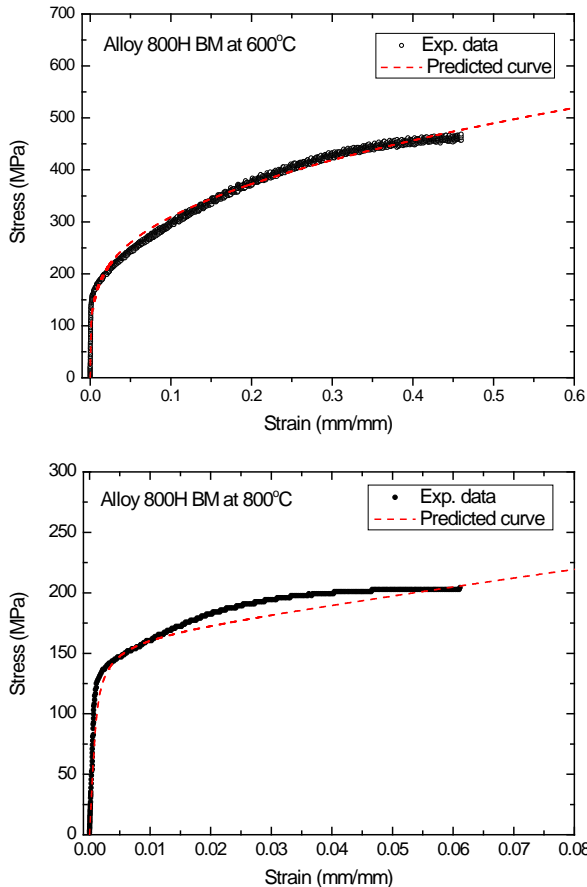 700
Alloy 800H BM at 600°C
Exp. data
Predicted curve
600
500
400
300
200
100
0
Stress (MPa)
0.0 0.1 0.2 0.3 0.4 0.5 0.6
Strain (mm/mm)
300
Alloy 800H BM at 800°C
Exp. data
Predicted curve
250
200
150
100
50
0
Stress (MPa)
0.00 0.01 0.02 0.03 0.04 0.05 0.06 0.07 0.08
Strain (mm/mm)